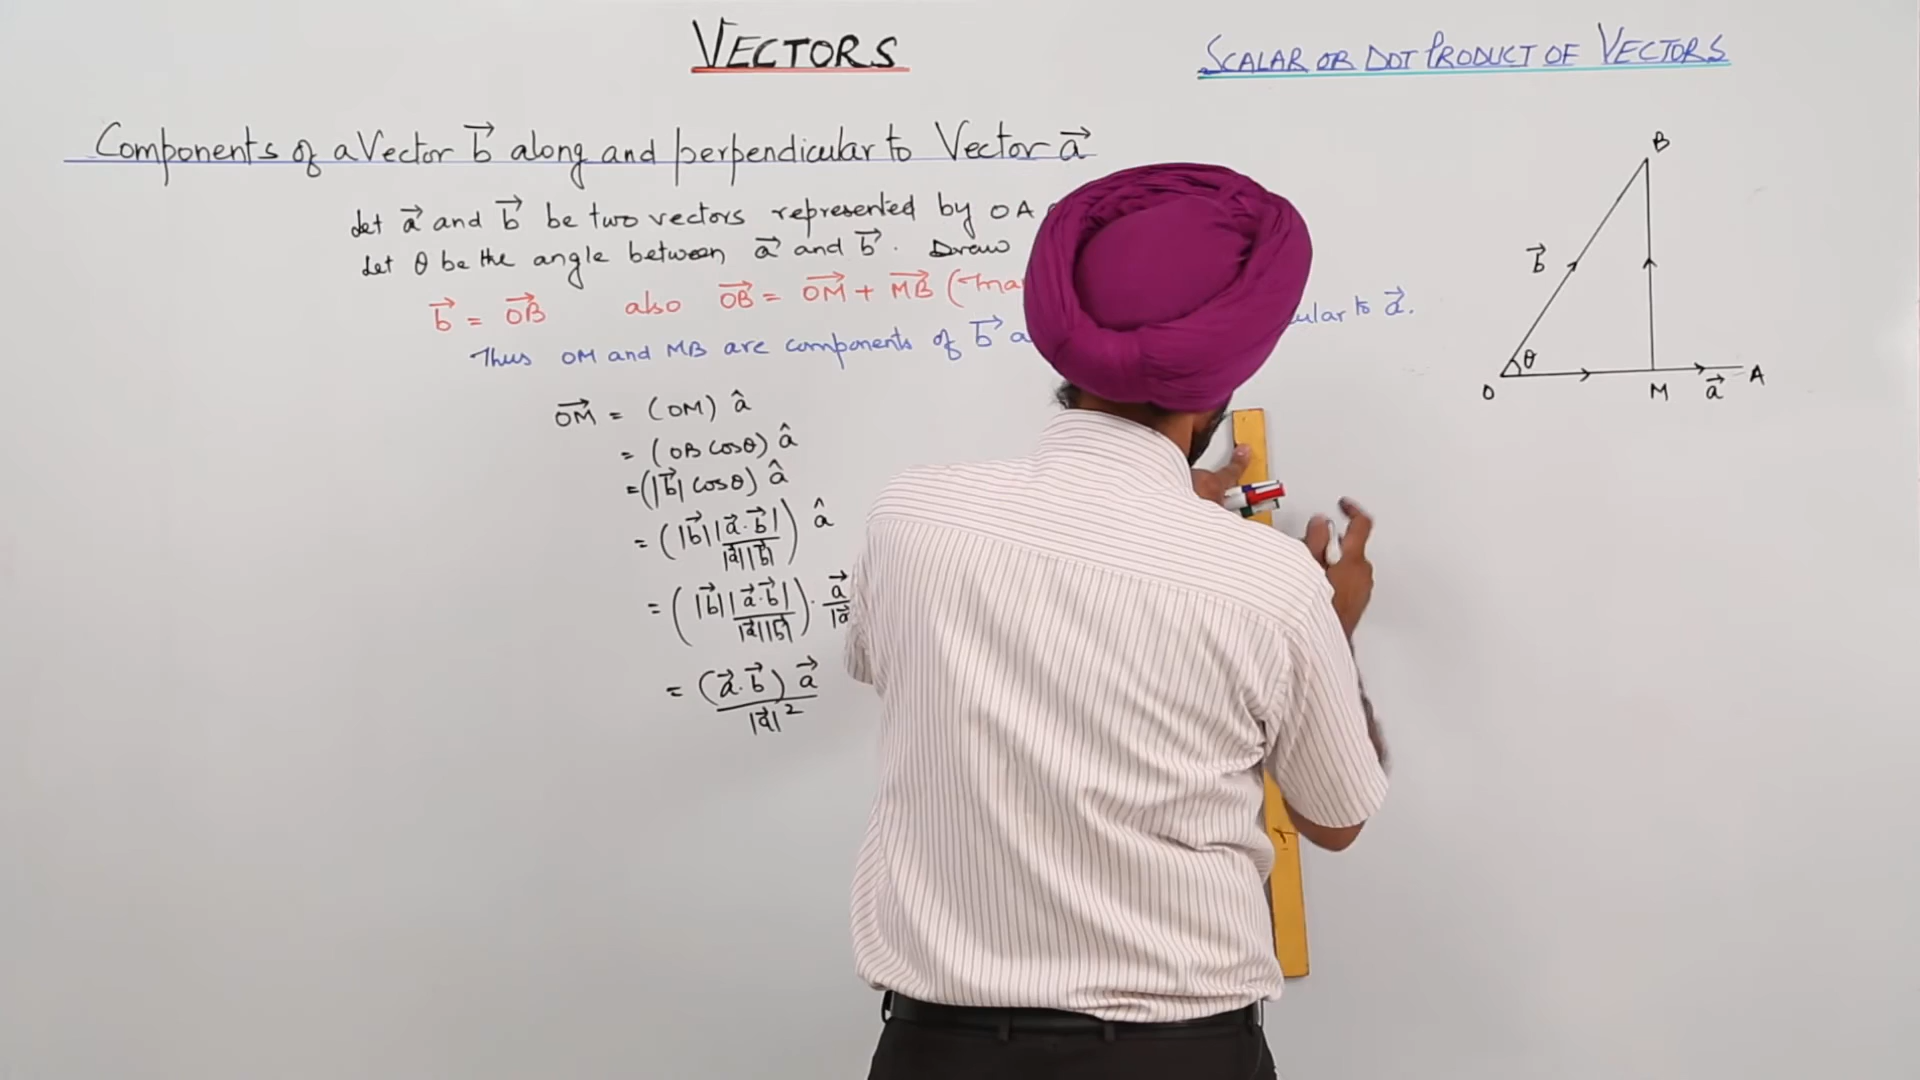 VECTORS
SCALAR OR DOT PRODUCT OF VECTORS
Components of a Vector b⃗ along and perpendicular to Vector a⃗
Let a⃗ and b⃗ be two vectors represented by OA
Let θ be the angle between a⃗ and b⃗. Draw
b⃗ = OB⃗ also OB⃗ = OM⃗ + MB⃗ (
Thus OM and MB are components of b⃗ to a⃗.
OM⃗ = (OM) â
= (OB cosθ) â
= (|b⃗| cosθ) â
= (|b⃗| |a⃗.b⃗| / |a⃗||b⃗|) â
= (|b⃗| |a⃗.b⃗| / |a⃗||b⃗|) . a⃗ / |a⃗
= (a⃗.b⃗) a⃗ / |a⃗|²
B
b⃗
θ
O
M
a⃗
A